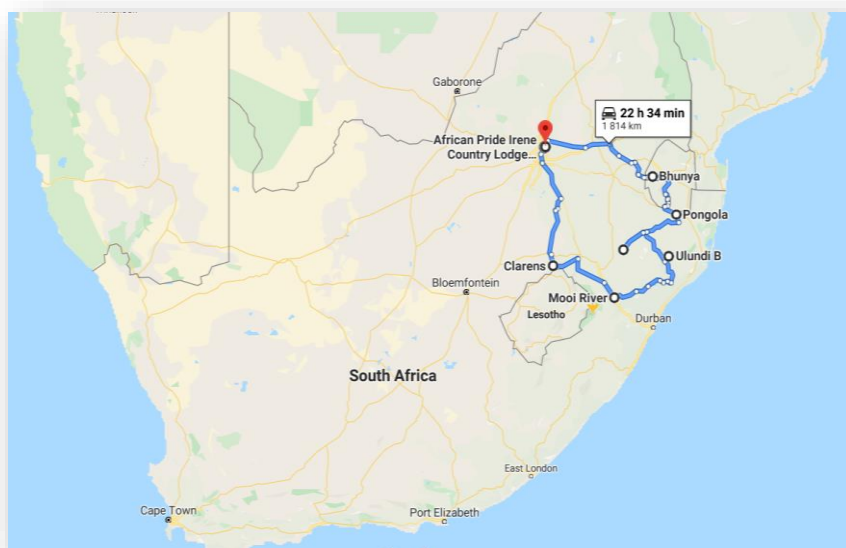 Gaborone
22 h 34 min
1 814 km
African Pride Irene
Country Lodge...
Bhunya
Pongola
Ulundi B
Clarens
Bloemfontein
Mooi River
Lesotho
Durban
South Africa
East London
Cape Town
Port Elizabeth